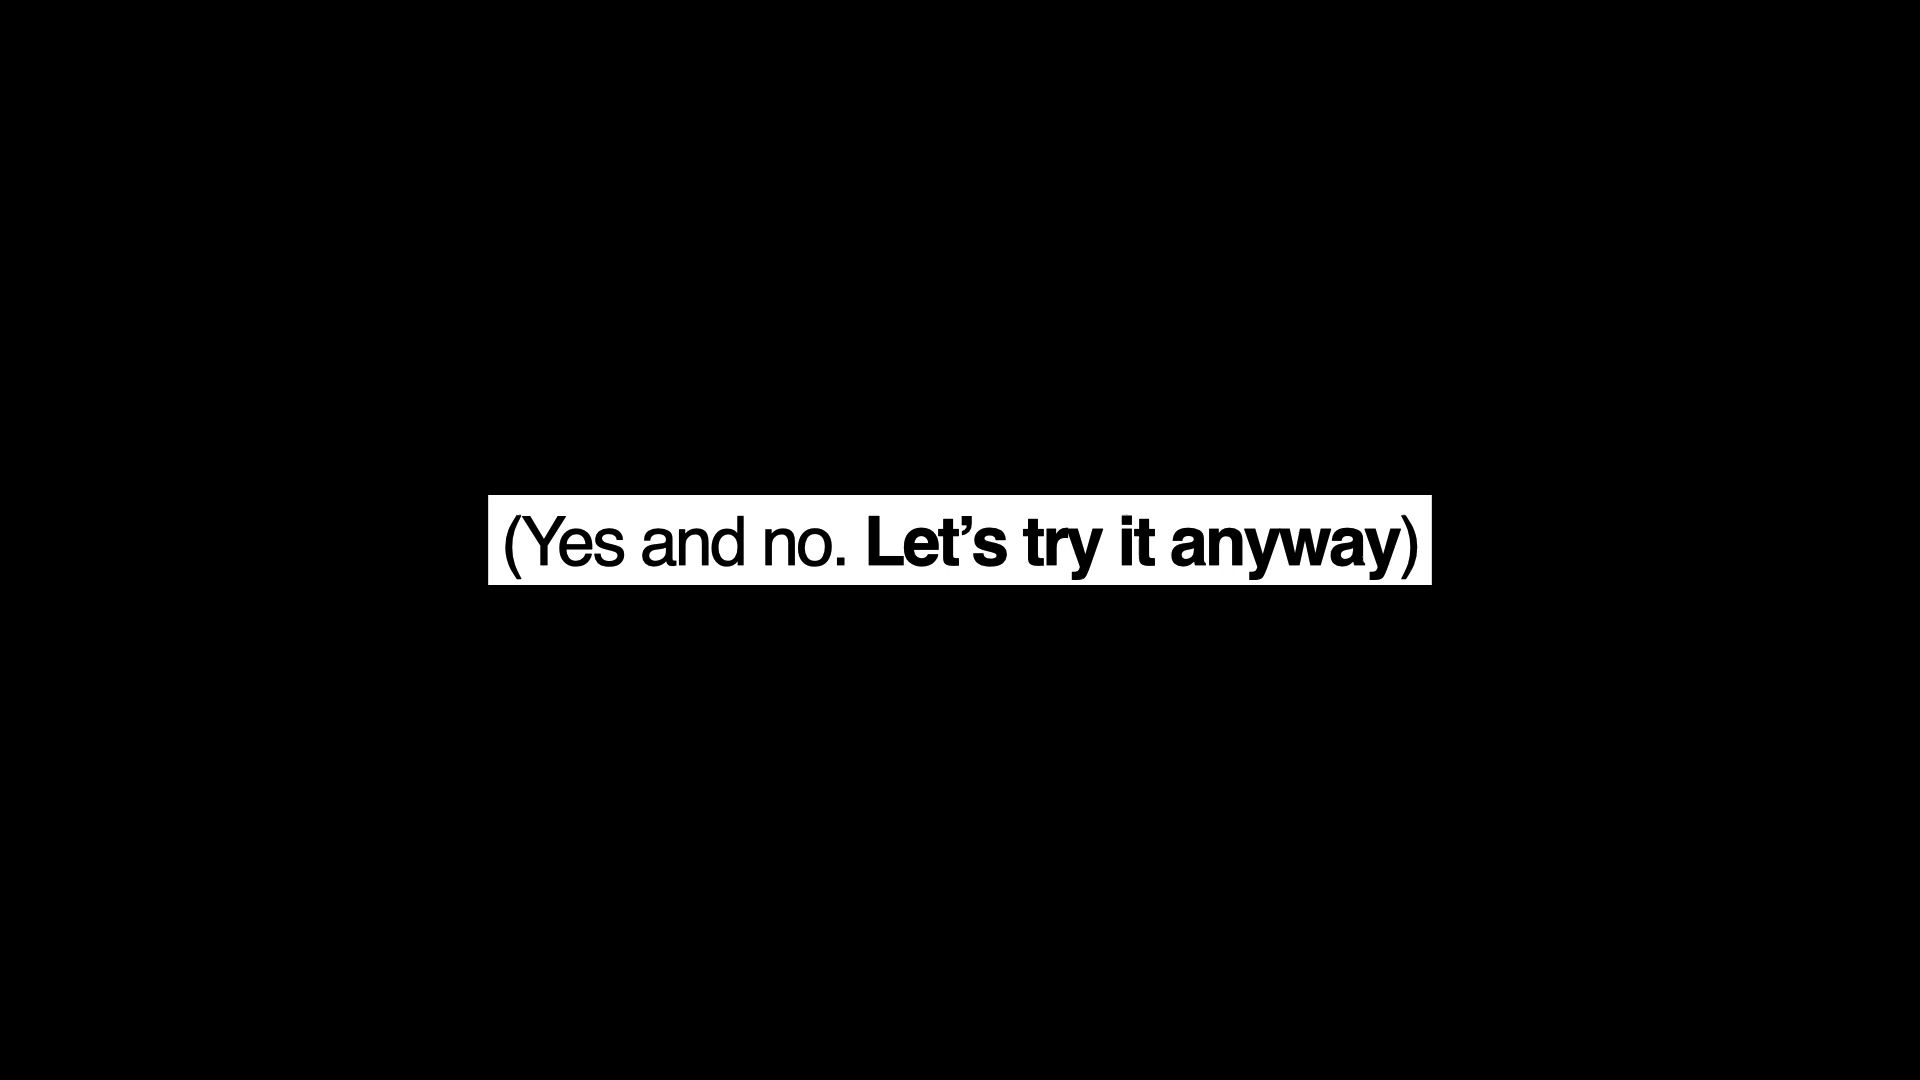 (Yes and no. Let’s try it anyway)